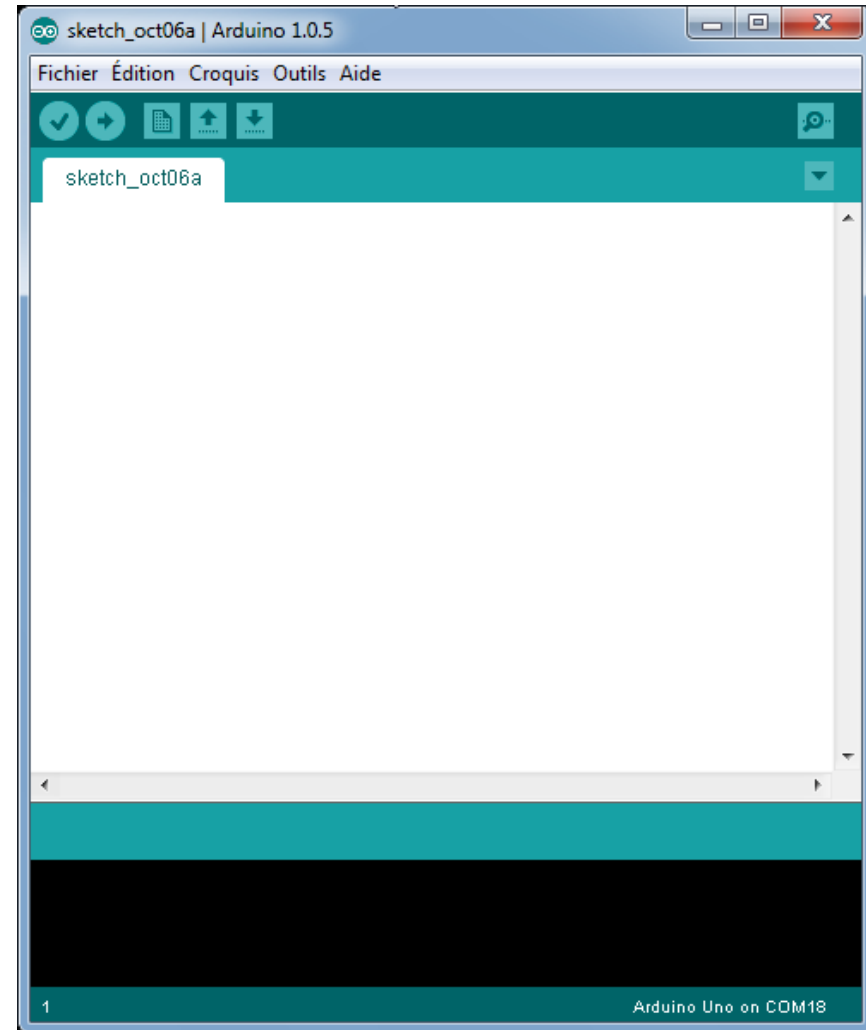 sketch_oct06a | Arduino 1.0.5
Fichier Édition Croquis Outils Aide
sketch_oct06a
1 Arduino Uno on COM18